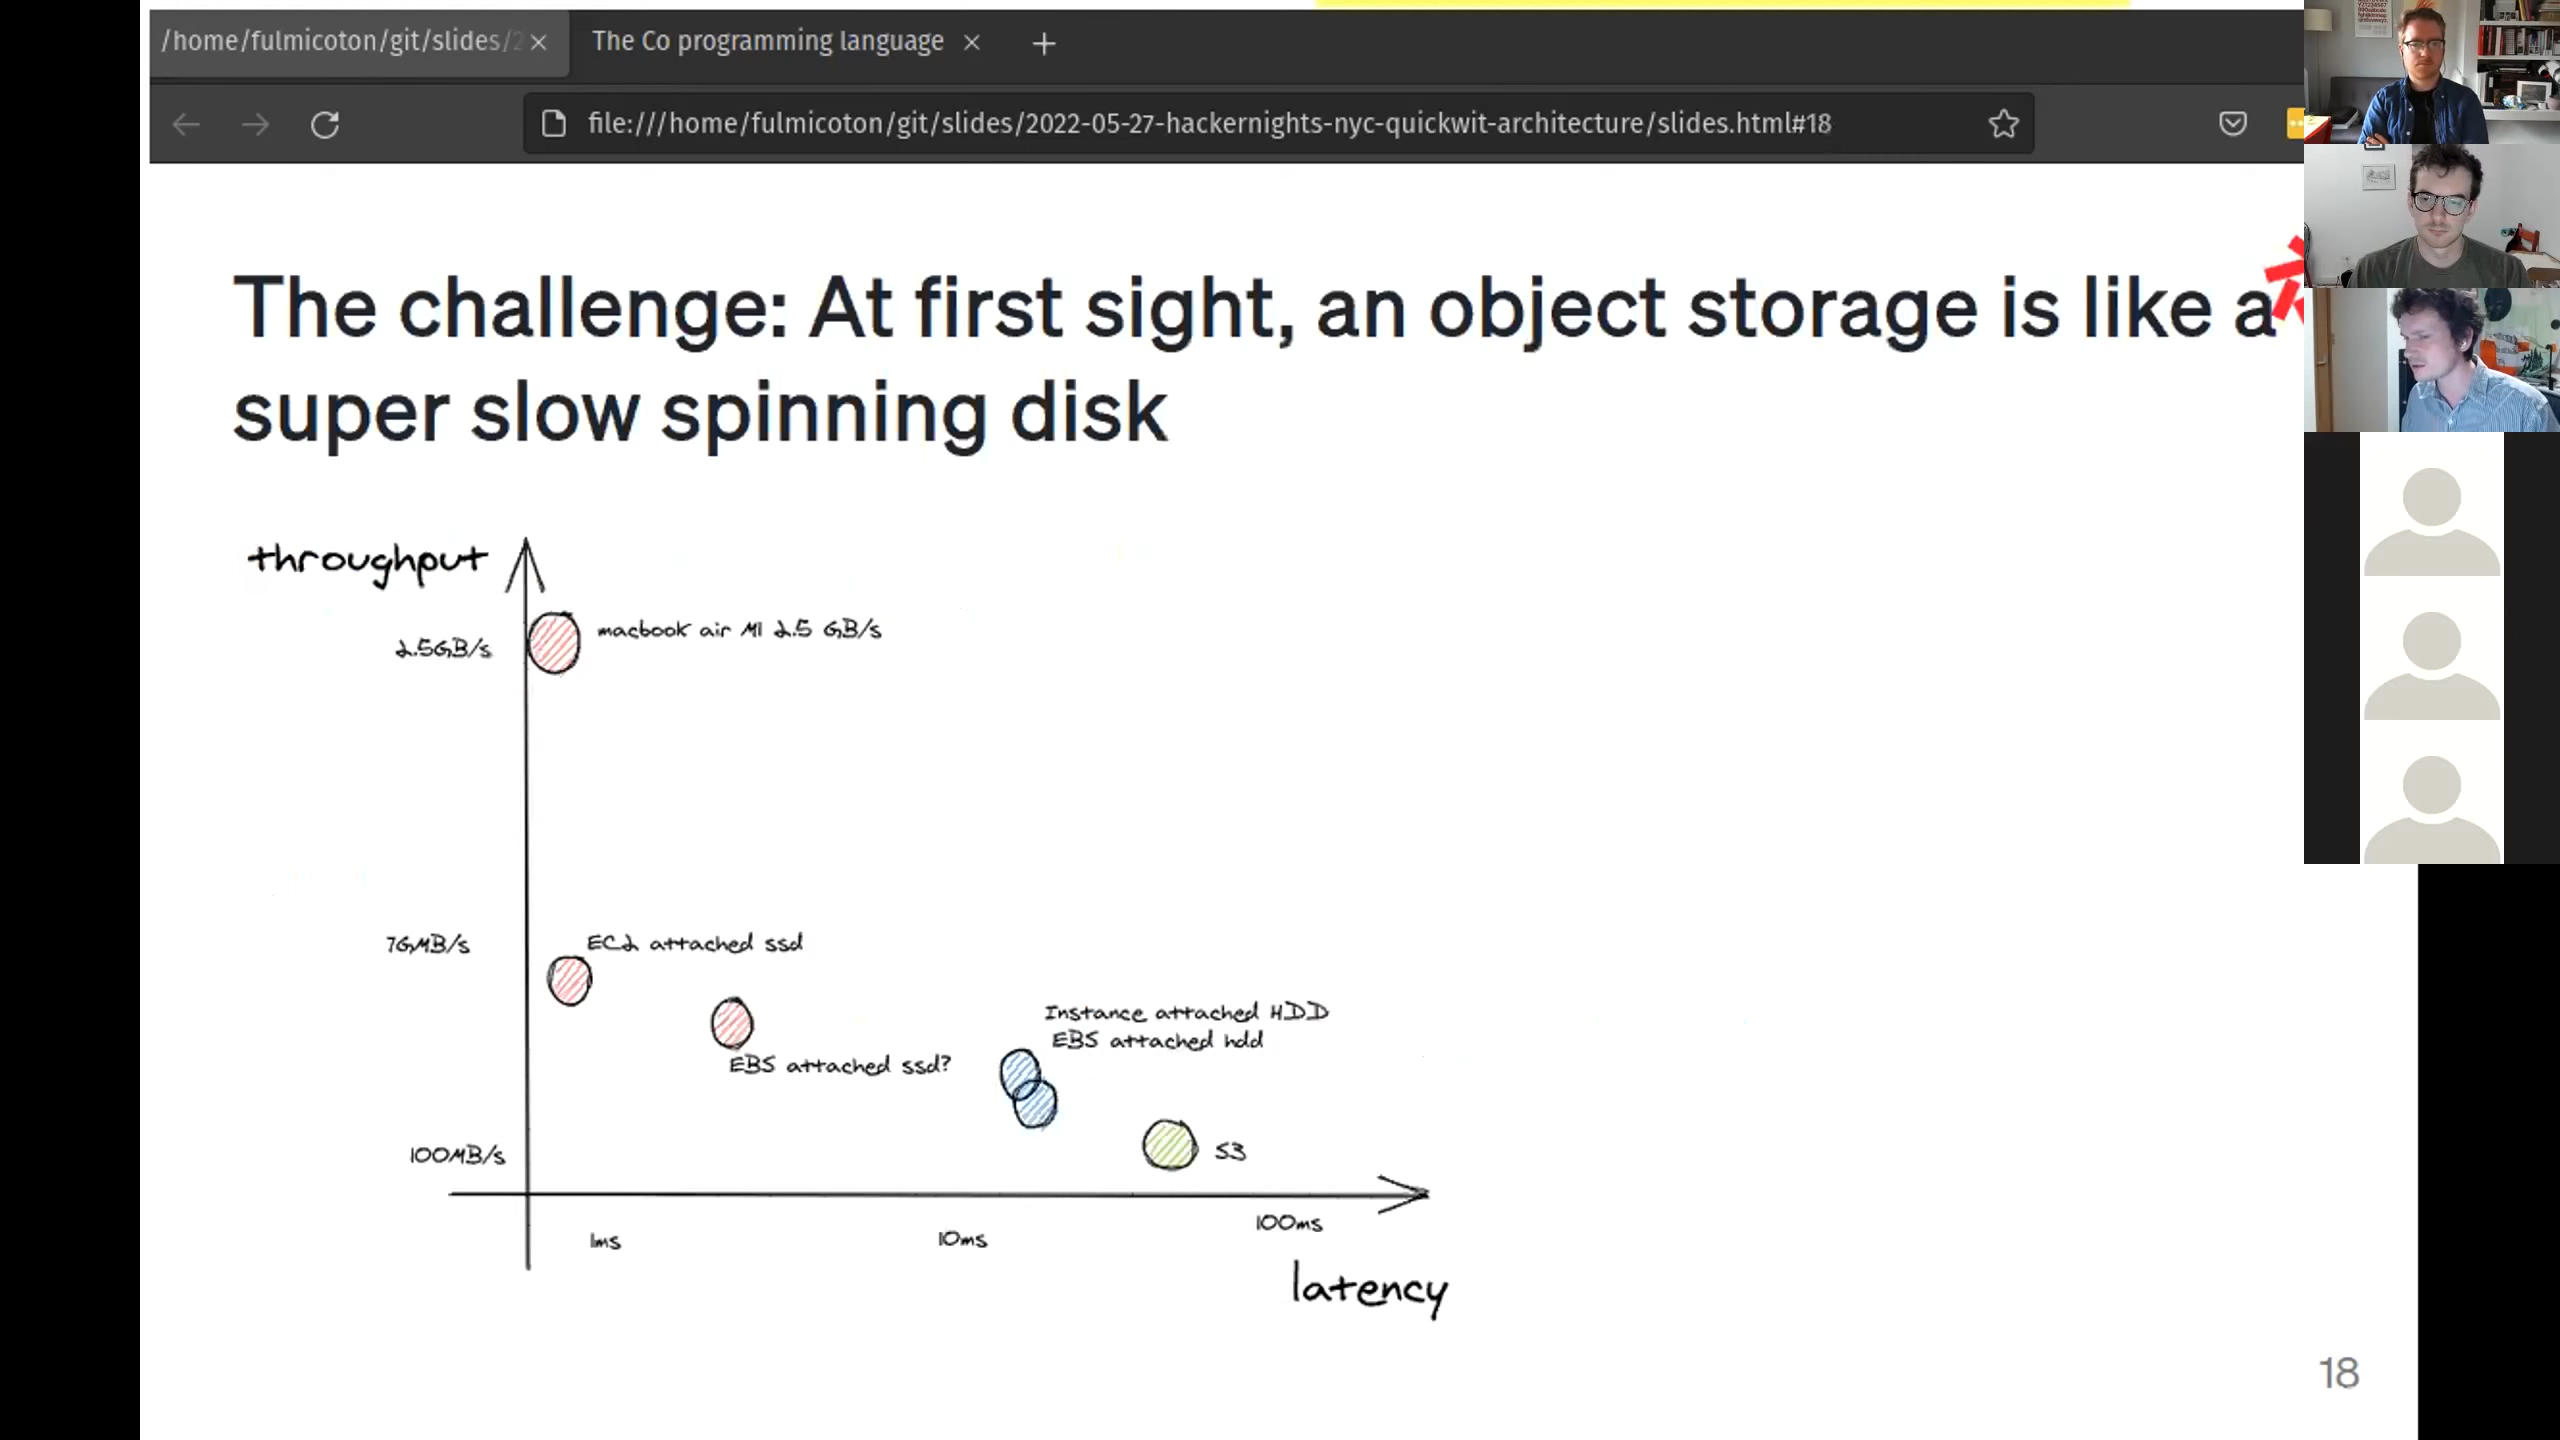 /home/fulmicoton/git/slides/2
The Co programming language
file:///home/fulmicoton/git/slides/2022-05-27-hackernights-nyc-quickwit-architecture/slides.html#18
The challenge: At first sight, an object storage is like a
super slow spinning disk
throughput
macbook air M1 2.5 GB/s
2.5GB/s
7GMB/s
EC2 attached ssd
Instance attached HDD
EBS attached hdd
EBS attached ssd?
100MB/s
S3
1ms
10ms
100ms
latency
18